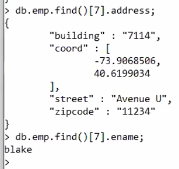 > db.emp.find()[7].address;
{
"building" : "7114",
"coord" : [
-73.9068506,
40.6199034
],
"street" : "Avenue U",
"zipcode" : "11234"
}
> db.emp.find()[7].ename;
blake
>